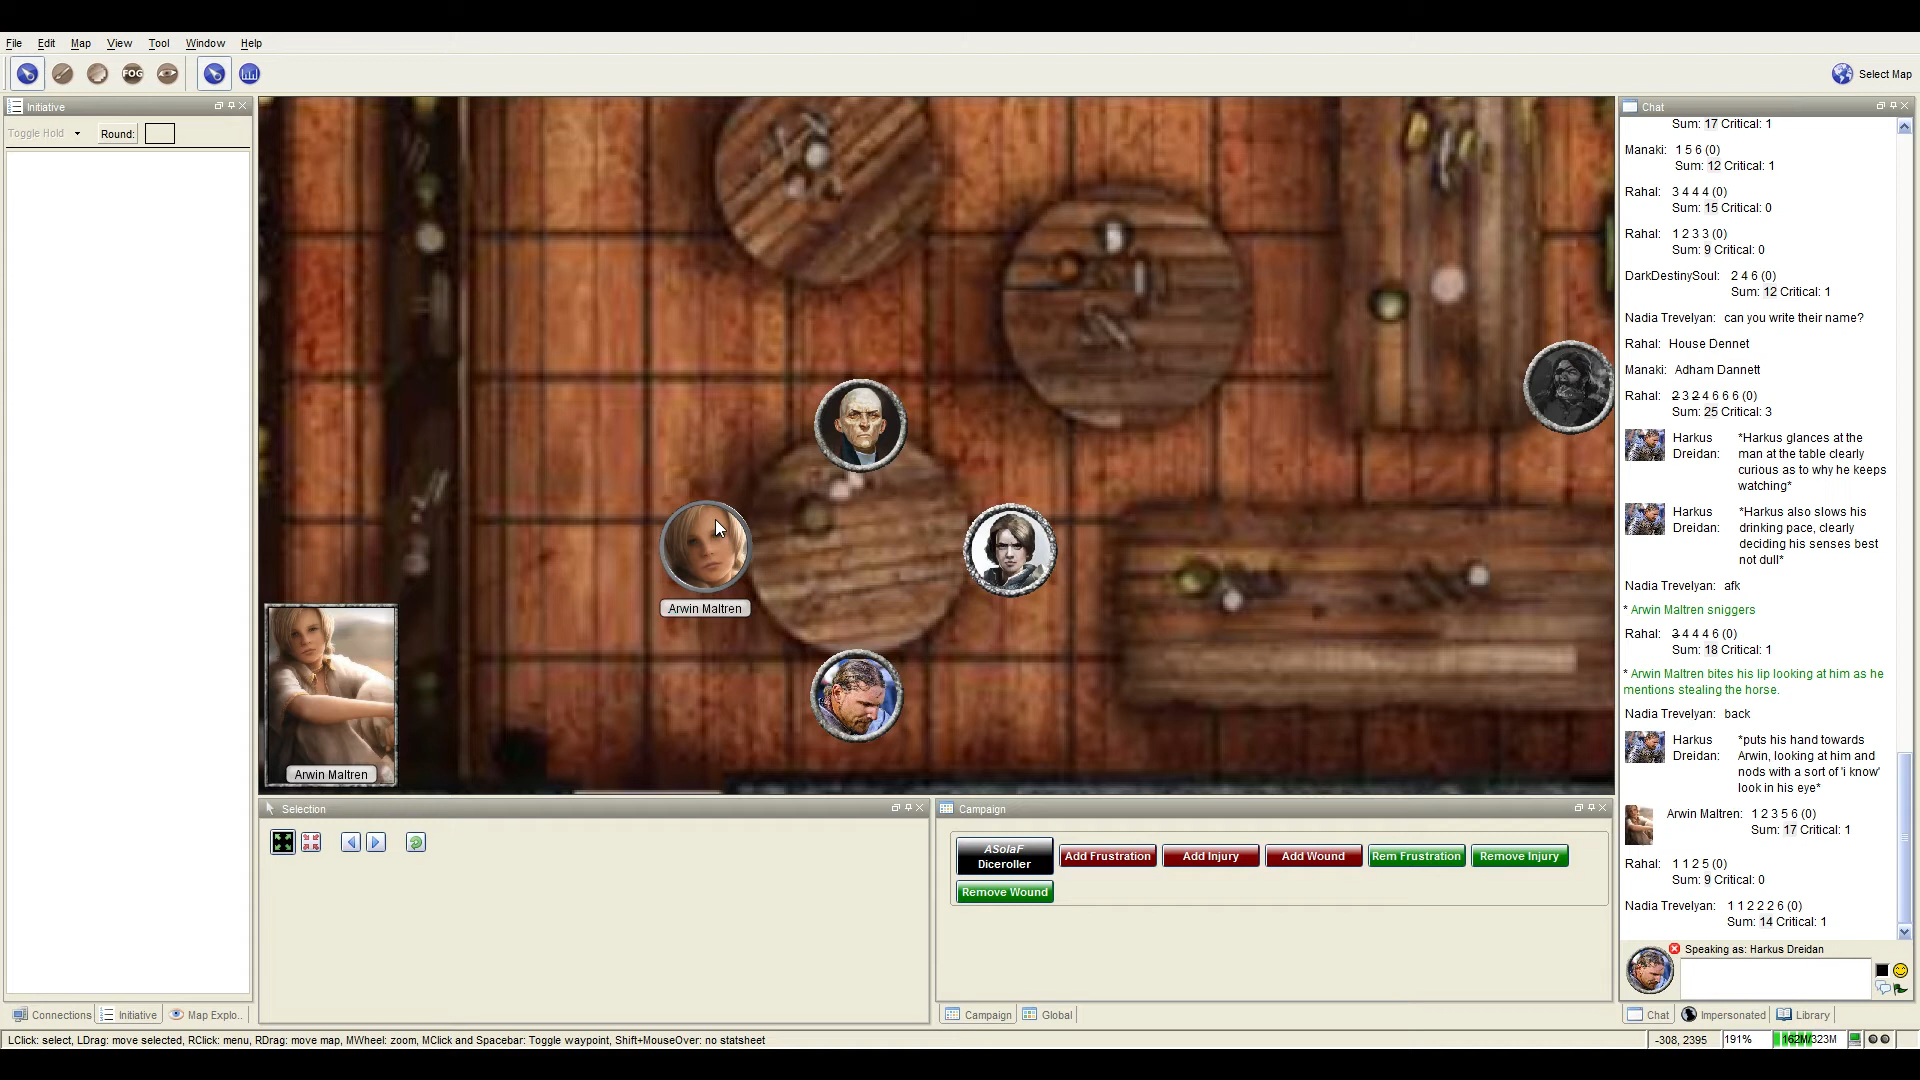 File Edit Map View Tool Window Help
FOG
Select Map
Initiative
Toggle Hold Round:
Arwin Maltren
Arwin Maltren
Chat
Sum: 17 Critical: 1
Manaki: 1 5 6 (0)
Sum: 12 Critical: 1
Rahal: 3 4 4 4 (0)
Sum: 15 Critical: 0
Rahal: 1 2 3 3 (0)
Sum: 9 Critical: 0
DarkDestinySoul: 2 4 6 (0)
Sum: 12 Critical: 1
Nadia Trevelyan: can you write their name?
Rahal: House Dennet
Manaki: Adham Dannett
Rahal: 2 3 2 4 6 6 6 (0)
Sum: 25 Critical: 3
Harkus Dreidan: *Harkus glances at the
man at the table clearly
curious as to why he keeps
watching*
Harkus Dreidan: *Harkus also slows his
drinking pace, clearly
deciding his senses best
not dull*
Nadia Trevelyan: afk
* Arwin Maltren sniggers
Rahal: 3 4 4 4 6 (0)
Sum: 18 Critical: 1
* Arwin Maltren bites his lip looking at him as he
mentions stealing the horse.
Nadia Trevelyan: back
Harkus Dreidan: *puts his hand towards
Arwin, looking at him and
nods with a sort of 'i know'
look in his eye*
Arwin Maltren: 1 2 3 5 6 (0)
Sum: 17 Critical: 1
Rahal: 1 1 2 5 (0)
Sum: 9 Critical: 0
Nadia Trevelyan: 1 1 2 2 2 6 (0)
Sum: 14 Critical: 1
Speaking as: Harkus Dreidan
Selection
Campaign
ASolaF
Diceroller
Add Frustration Add Injury Add Wound Rem Frustration Remove Injury
Remove Wound
Connections Initiative Map Explo..
Campaign Global
Chat Impersonated Library
LClick: select, LDrag: move selected, RClick: menu, RDrag: move map, MWheel: zoom, MClick and Spacebar: Toggle waypoint, Shift+MouseOver: no statsheet
-308, 2395 191% 162M/323M